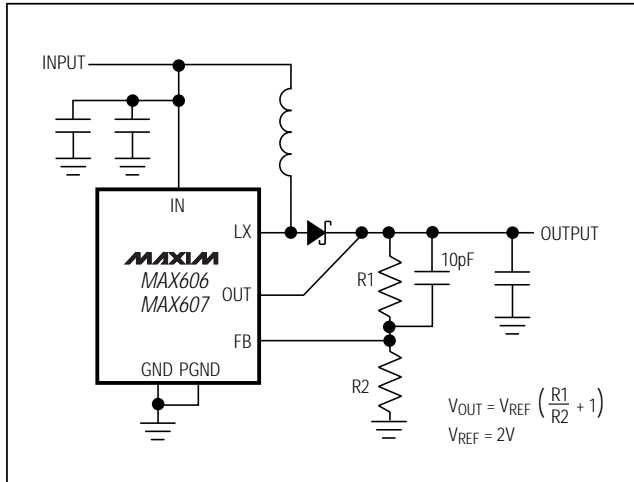 INPUT
IN
LX
OUTPUT
MAXIM
MAX606
MAX607
R1
10pF
OUT
FB
GND PGND
R2
VOUT = VREF (R1/R2 + 1)
VREF = 2V